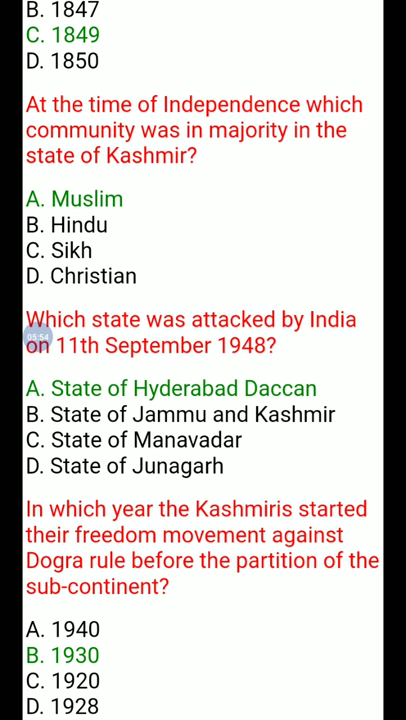 B. 1847
C. 1849
D. 1850
At the time of Independence which
community was in majority in the
state of Kashmir?
A. Muslim
B. Hindu
C. Sikh
D. Christian
Which state was attacked by India
on 11th September 1948?
05:54
A. State of Hyderabad Daccan
B. State of Jammu and Kashmir
C. State of Manavadar
D. State of Junagarh
In which year the Kashmiris started
their freedom movement against
Dogra rule before the partition of the
sub-continent?
A. 1940
B. 1930
C. 1920
D. 1928